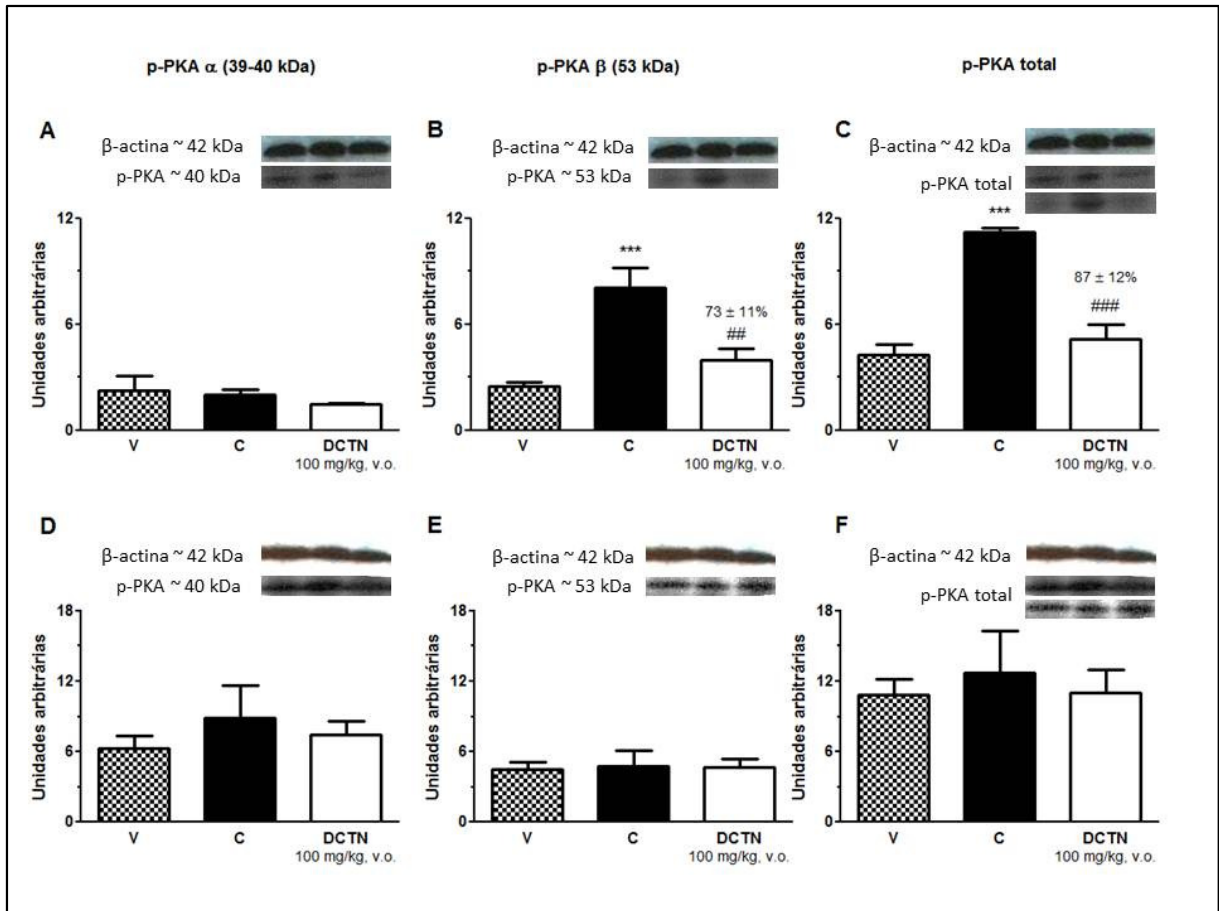 p-PKA α (39-40 kDa)
p-PKA β (53 kDa)
p-PKA total
A
β-actina ~ 42 kDa
p-PKA ~ 40 kDa
Unidades arbitrárias
12
6
0
V
C
DCTN
100 mg/kg, v.o.
B
β-actina ~ 42 kDa
p-PKA ~ 53 kDa
Unidades arbitrárias
12
6
0
***
73 ± 11%
##
V
C
DCTN
100 mg/kg, v.o.
C
β-actina ~ 42 kDa
p-PKA total
Unidades arbitrárias
12
6
0
***
87 ± 12%
###
V
C
DCTN
100 mg/kg, v.o.
D
β-actina ~ 42 kDa
p-PKA ~ 40 kDa
Unidades arbitrárias
18
12
6
0
V
C
DCTN
100 mg/kg, v.o.
E
β-actina ~ 42 kDa
p-PKA ~ 53 kDa
Unidades arbitrárias
18
12
6
0
V
C
DCTN
100 mg/kg, v.o.
F
β-actina ~ 42 kDa
p-PKA total
Unidades arbitrárias
18
12
6
0
V
C
DCTN
100 mg/kg, v.o.